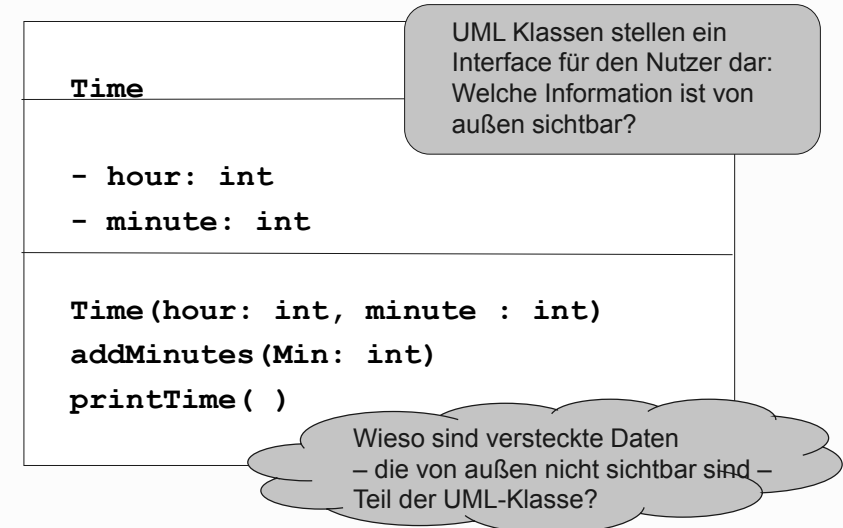 UML Klassen stellen ein
Interface für den Nutzer dar:
Welche Information ist von
außen sichtbar?
Time
- hour: int
- minute: int
Time(hour: int, minute : int)
addMinutes(Min: int)
printTime( )
Wieso sind versteckte Daten
– die von außen nicht sichtbar sind –
Teil der UML-Klasse?